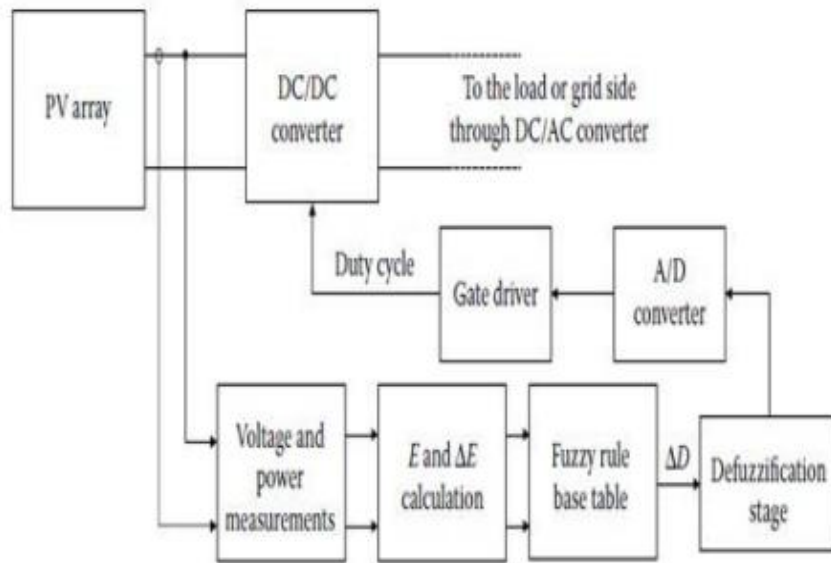 PV array
DC/DC
converter
To the load or grid side
through DC/AC converter
Duty cycle
Gate driver
A/D
converter
Voltage and
power
measurements
E and ΔE
calculation
Fuzzy rule
base table
ΔD
Defuzzification
stage